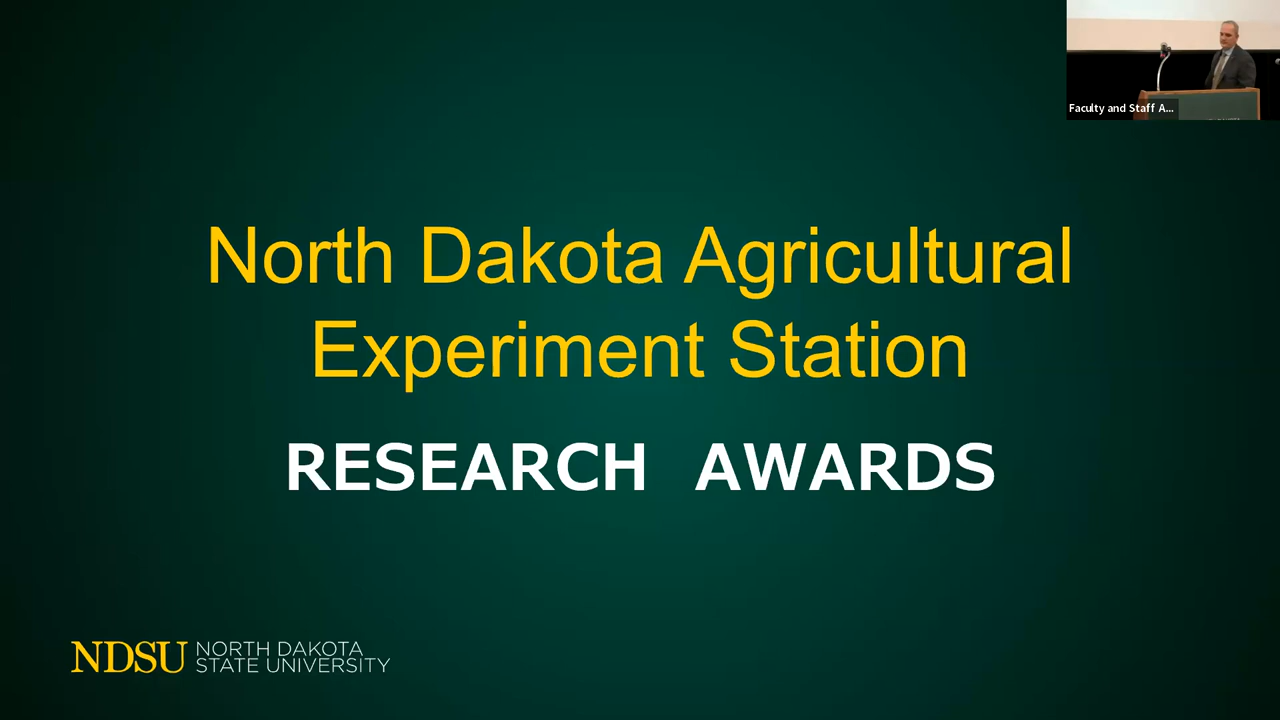 Faculty and Staff A...
North Dakota Agricultural
Experiment Station
RESEARCH AWARDS
NDSU NORTH DAKOTA
STATE UNIVERSITY